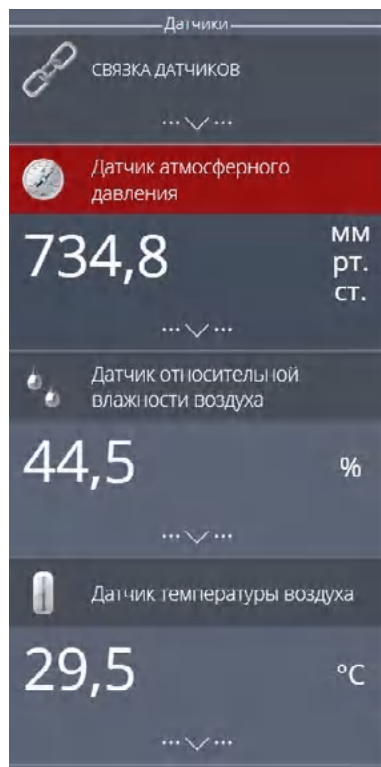 Датчики
СВЯЗКА ДАТЧИКОВ
Датчик атмосферного
давления
734,8
мм
рт.
ст.
Датчик относительной
влажности воздуха
44,5
%
Датчик температуры воздуха
29,5
°C